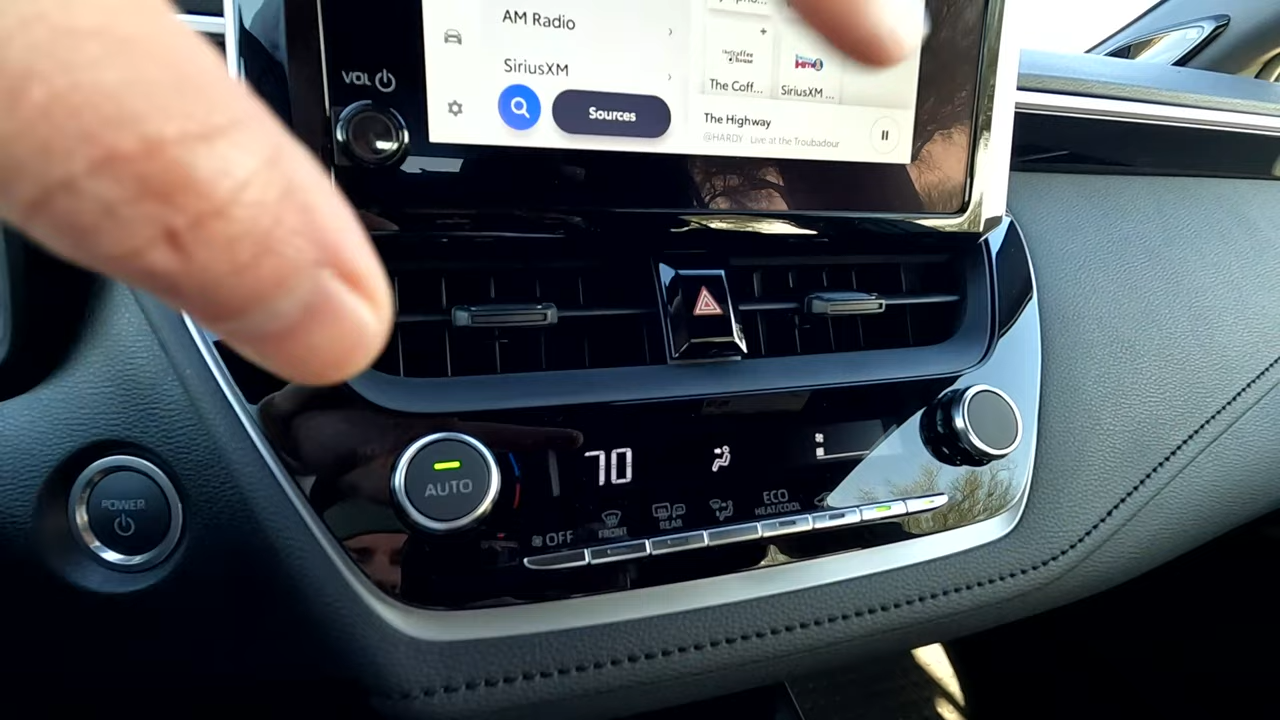 AM Radio
SiriusXM
VOL
Sources
The Coff...
SiriusXM ...
The Highway
@HARDY · Live at the Troubadour
POWER
AUTO
70
OFF
FRONT
REAR
ECO
HEAT/COOL